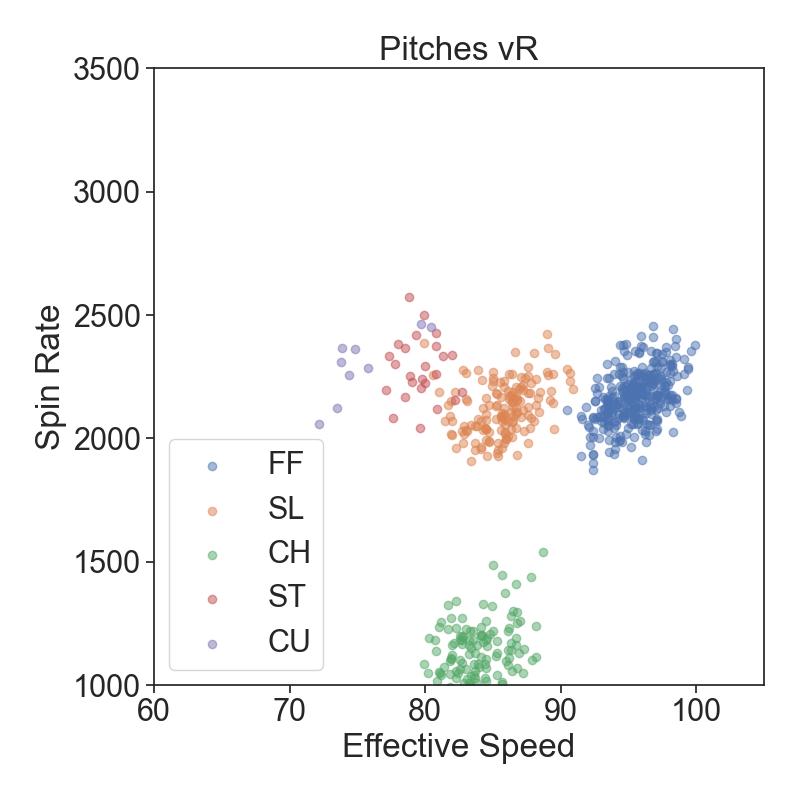 Pitches vR
3500
3000
2500
2000
1500
1000
Spin Rate
FF
SL
CH
ST
CU
60 70 80 90 100
Effective Speed